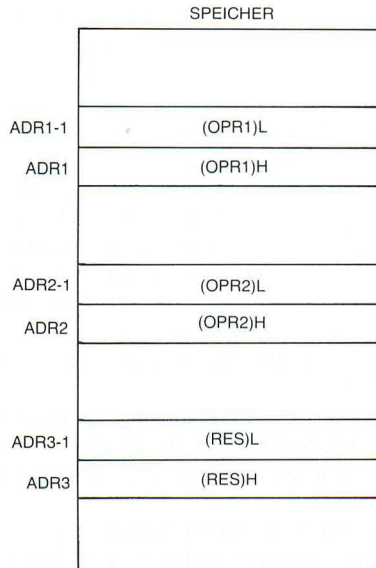 SPEICHER
ADR1-1 (OPR1)L
ADR1 (OPR1)H
ADR2-1 (OPR2)L
ADR2 (OPR2)H
ADR3-1 (RES)L
ADR3 (RES)H